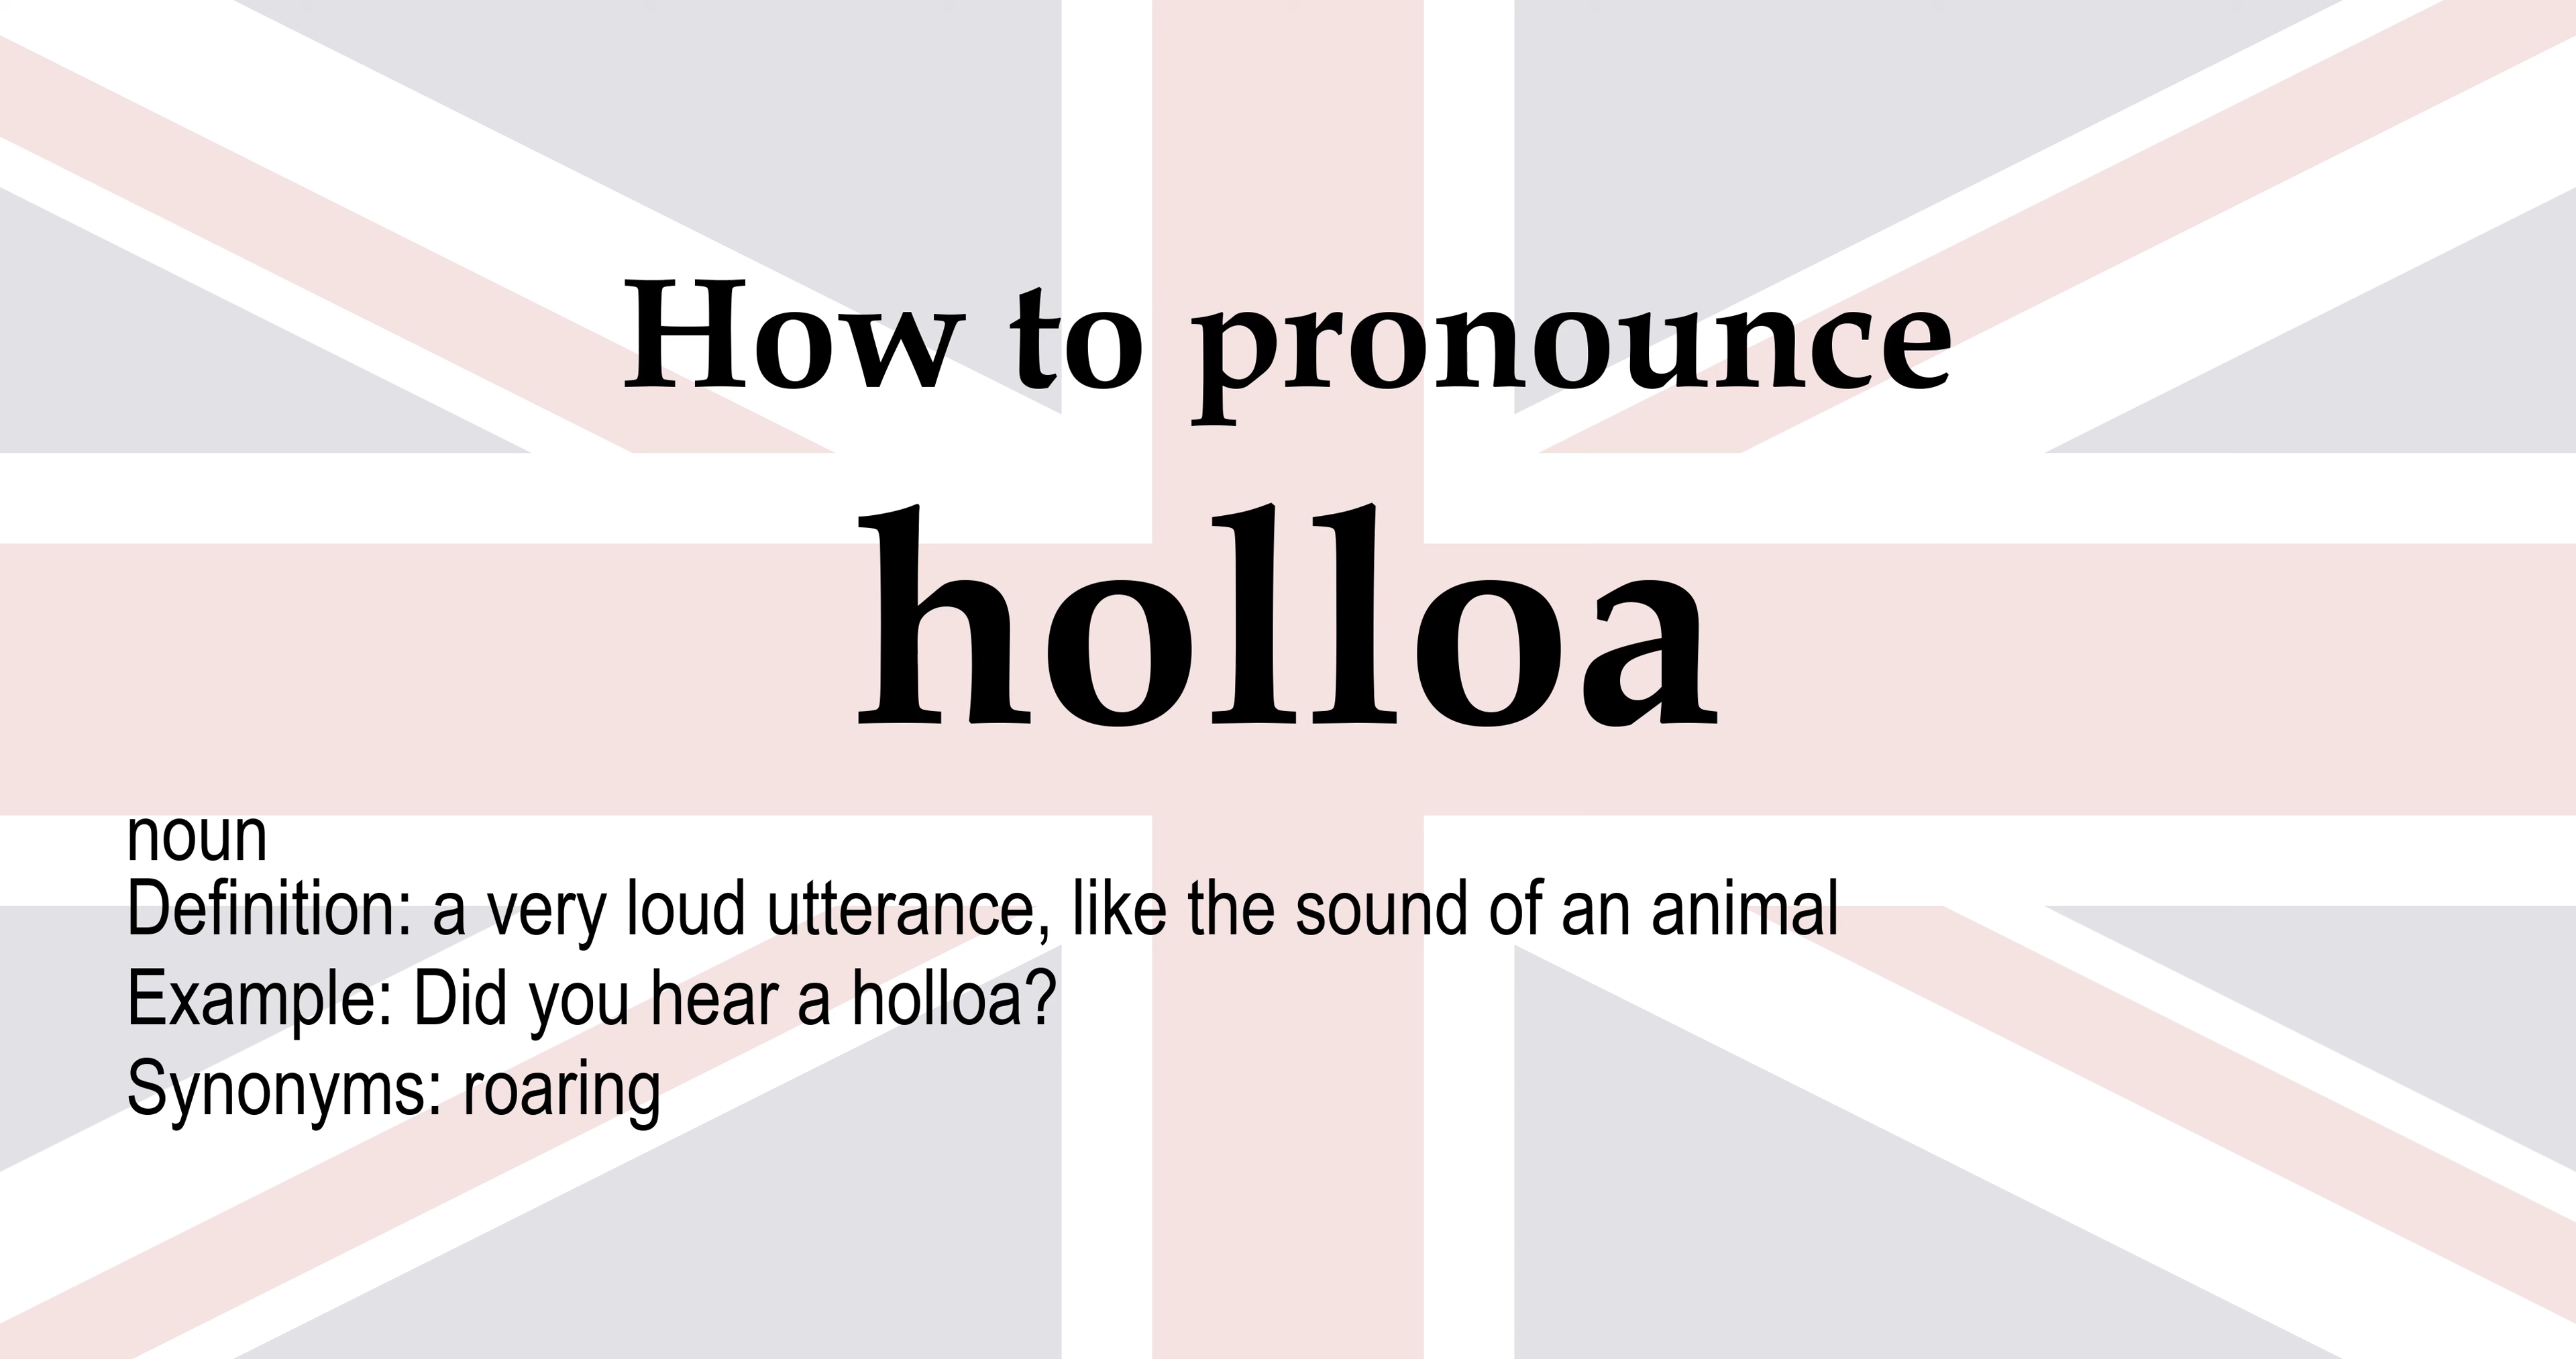 How to pronounce
holloa
noun
Definition: a very loud utterance, like the sound of an animal
Example: Did you hear a holloa?
Synonyms: roaring